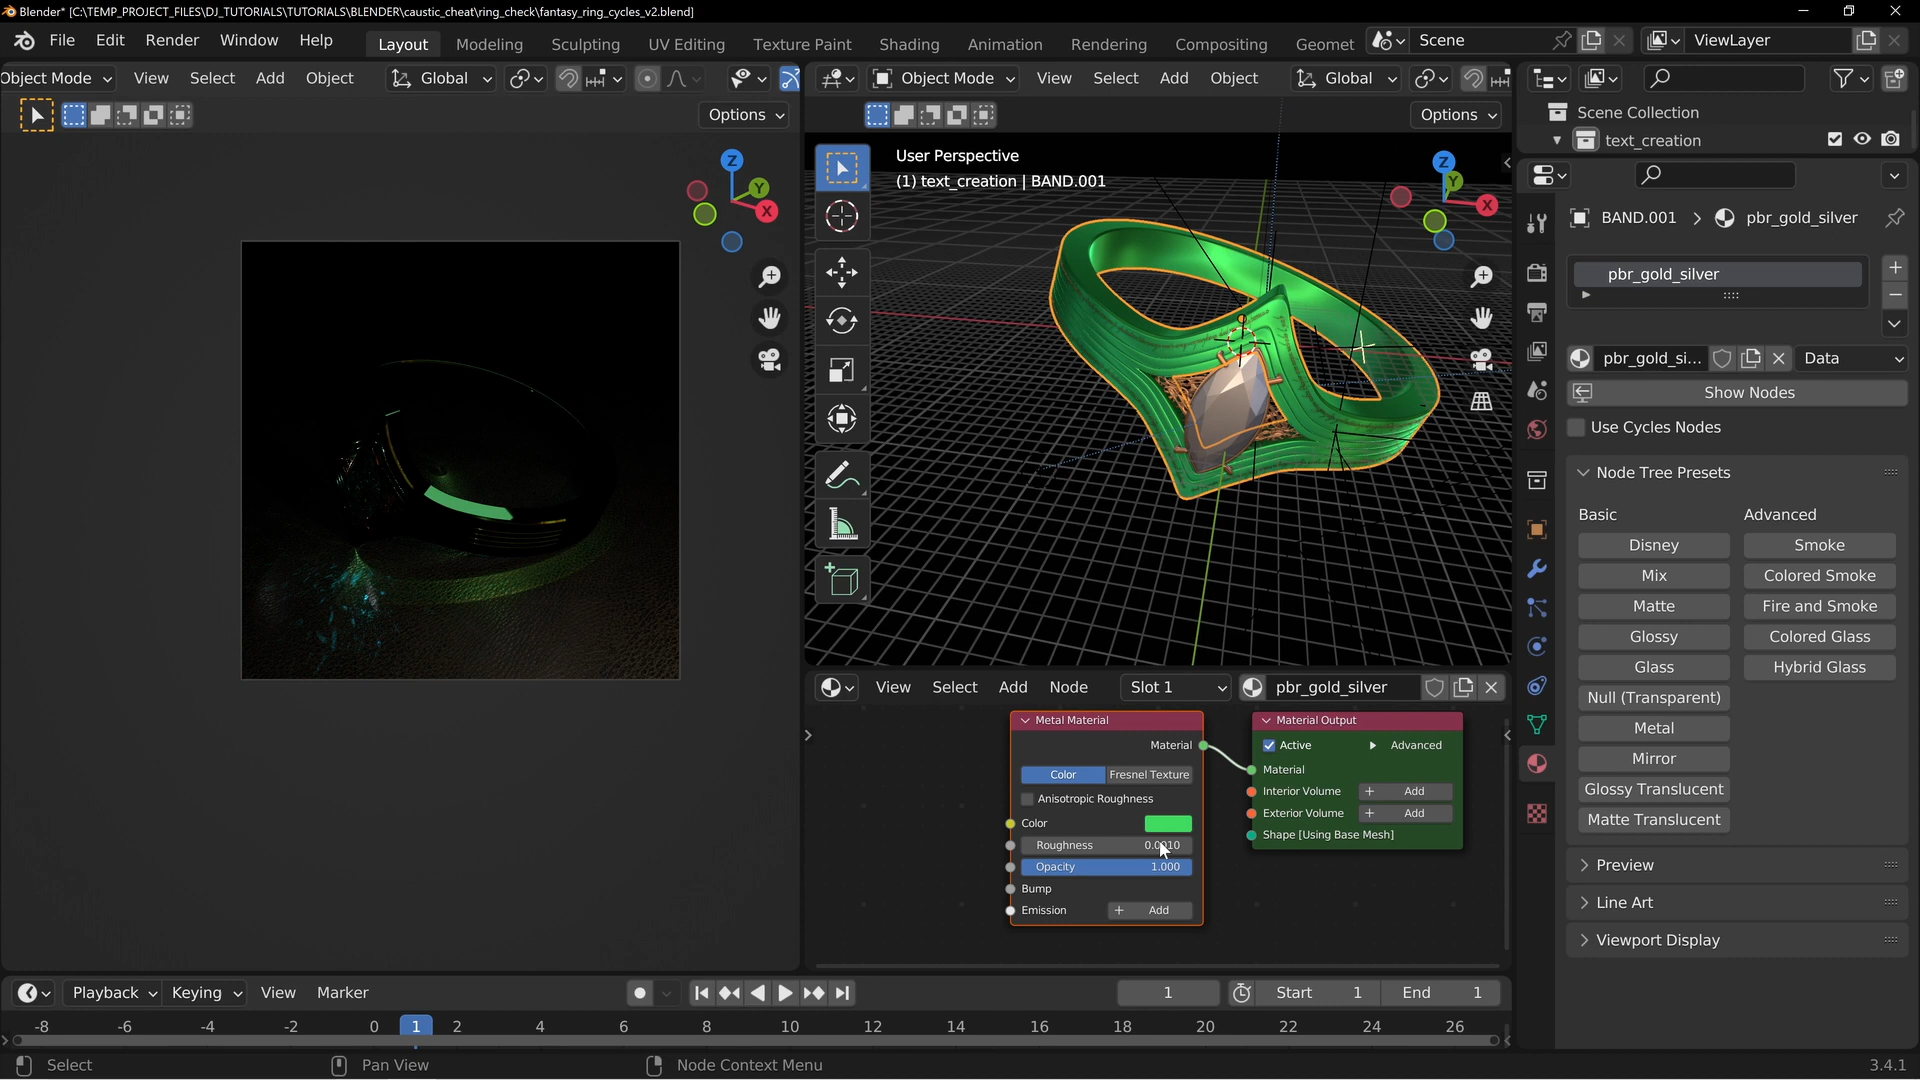 Blender* [C:\TEMP_PROJECT_FILES\DJ_TUTORIALS\TUTORIALS\BLENDER\caustic_cheat\ring_check\fantasy_ring_cycles_v2.blend]
File Edit Render Window Help Layout Modeling Sculpting UV Editing Texture Paint Shading Animation Rendering Compositing Geomet Scene ViewLayer
Object Mode View Select Add Object Global
Object Mode View Select Add Object Global
Options
Options
Scene Collection
text_creation
User Perspective
(1) text_creation | BAND.001
Z
Y
X
Z
Y
X
BAND.001 pbr_gold_silver
pbr_gold_silver
pbr_gold_si... Data
Show Nodes
Use Cycles Nodes
Node Tree Presets
Basic Advanced
Disney Smoke
Mix Colored Smoke
Matte Fire and Smoke
Glossy Colored Glass
Glass Hybrid Glass
Null (Transparent)
Metal
Mirror
Glossy Translucent
Matte Translucent
Preview
Line Art
Viewport Display
View Select Add Node Slot 1 pbr_gold_silver
Metal Material
Material
Color Fresnel Texture
Anisotropic Roughness
Color
Roughness 0.0010
Opacity 1.000
Bump
Emission Add
Material Output
Active Advanced
Material
Interior Volume Add
Exterior Volume Add
Shape [Using Base Mesh]
Playback Keying View Marker 1 Start 1 End 1
-8 -6 -4 -2 0 1 2 4 6 8 10 12 14 16 18 20 22 24 26
Select Pan View Node Context Menu 3.4.1